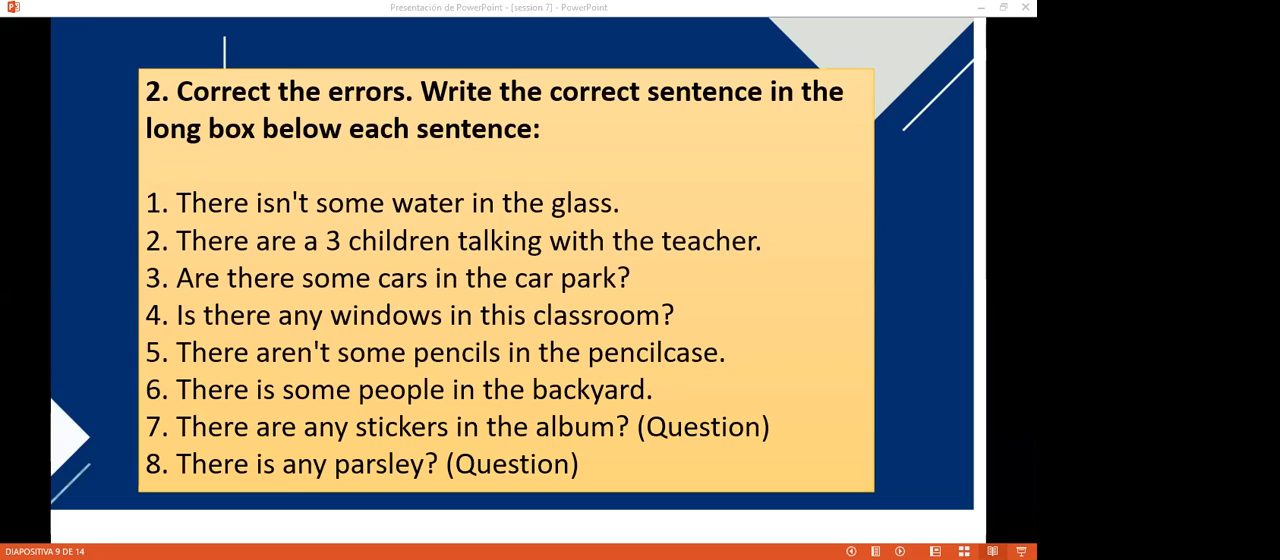 Presentación de PowerPoint - [session 7] - PowerPoint
2. Correct the errors. Write the correct sentence in the
long box below each sentence:
1. There isn't some water in the glass.
2. There are a 3 children talking with the teacher.
3. Are there some cars in the car park?
4. Is there any windows in this classroom?
5. There aren't some pencils in the pencilcase.
6. There is some people in the backyard.
7. There are any stickers in the album? (Question)
8. There is any parsley? (Question)
DIAPOSITIVA 9 DE 14